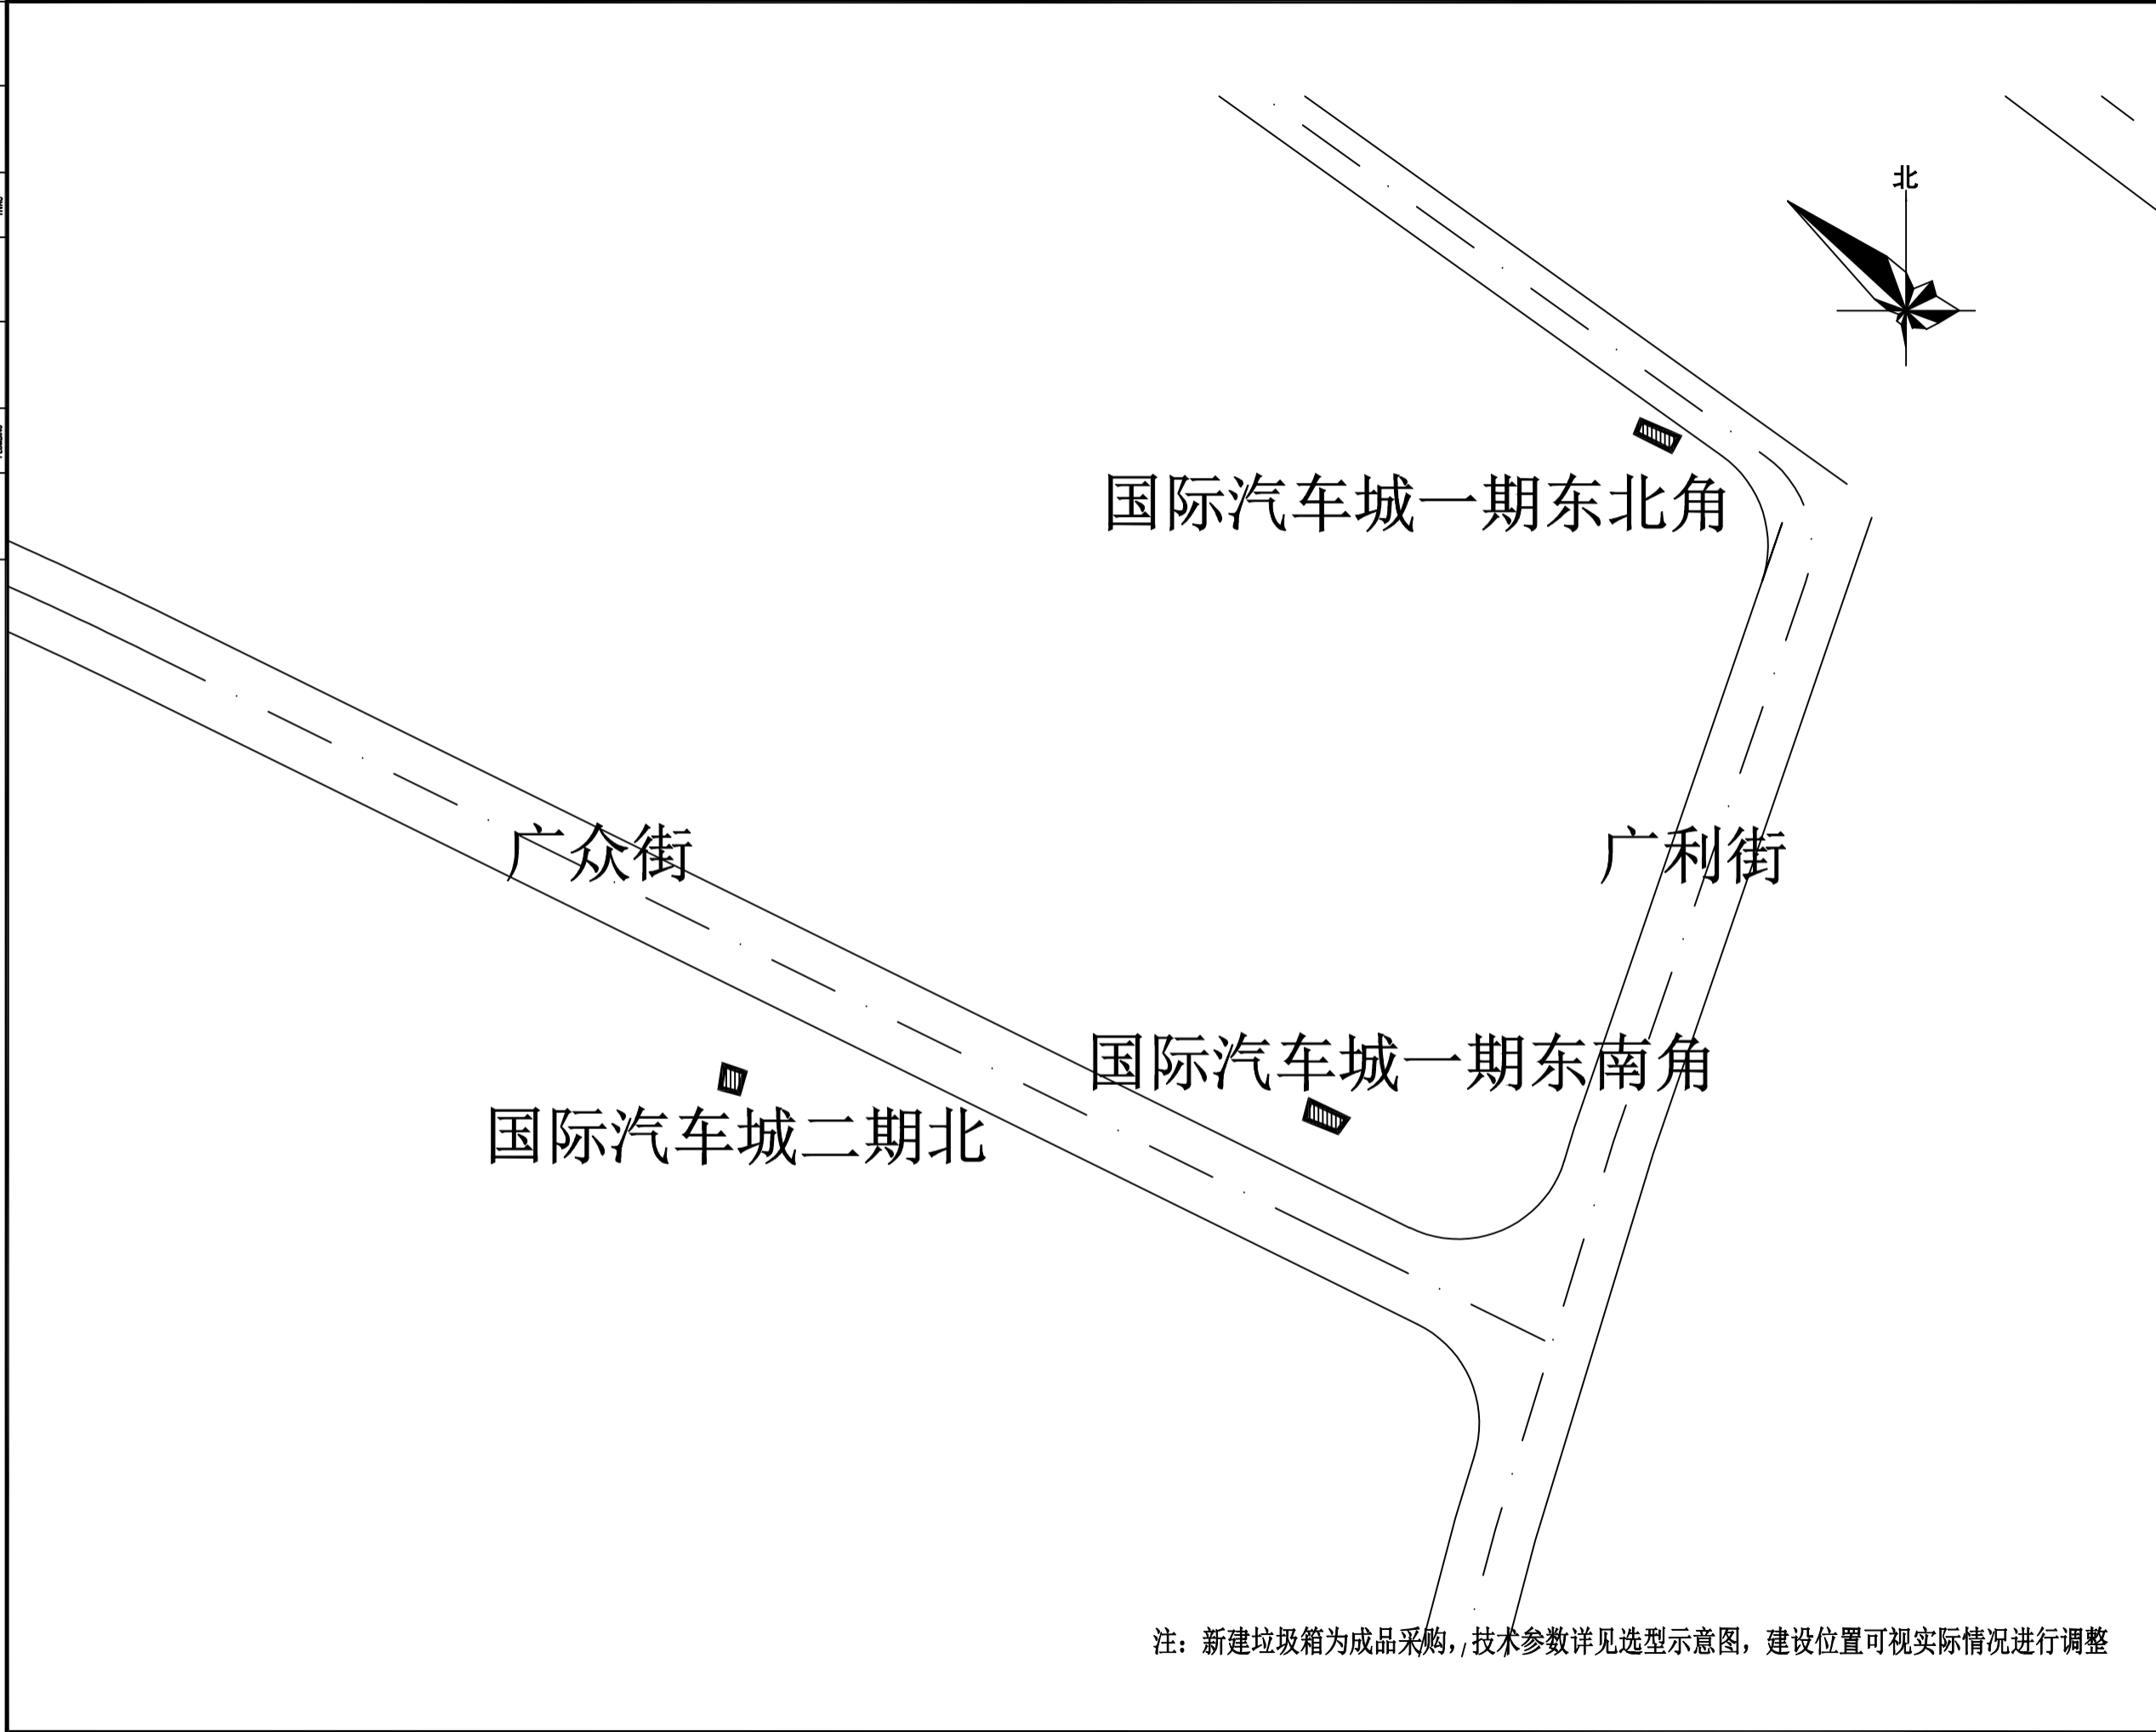 北
国际汽车城一期东北角
广众街
广利街
国际汽车城一期东南角
国际汽车城二期北
注：新建垃圾箱为成品采购，技术参数详见选型示意图，建设位置可视实际情况进行调整